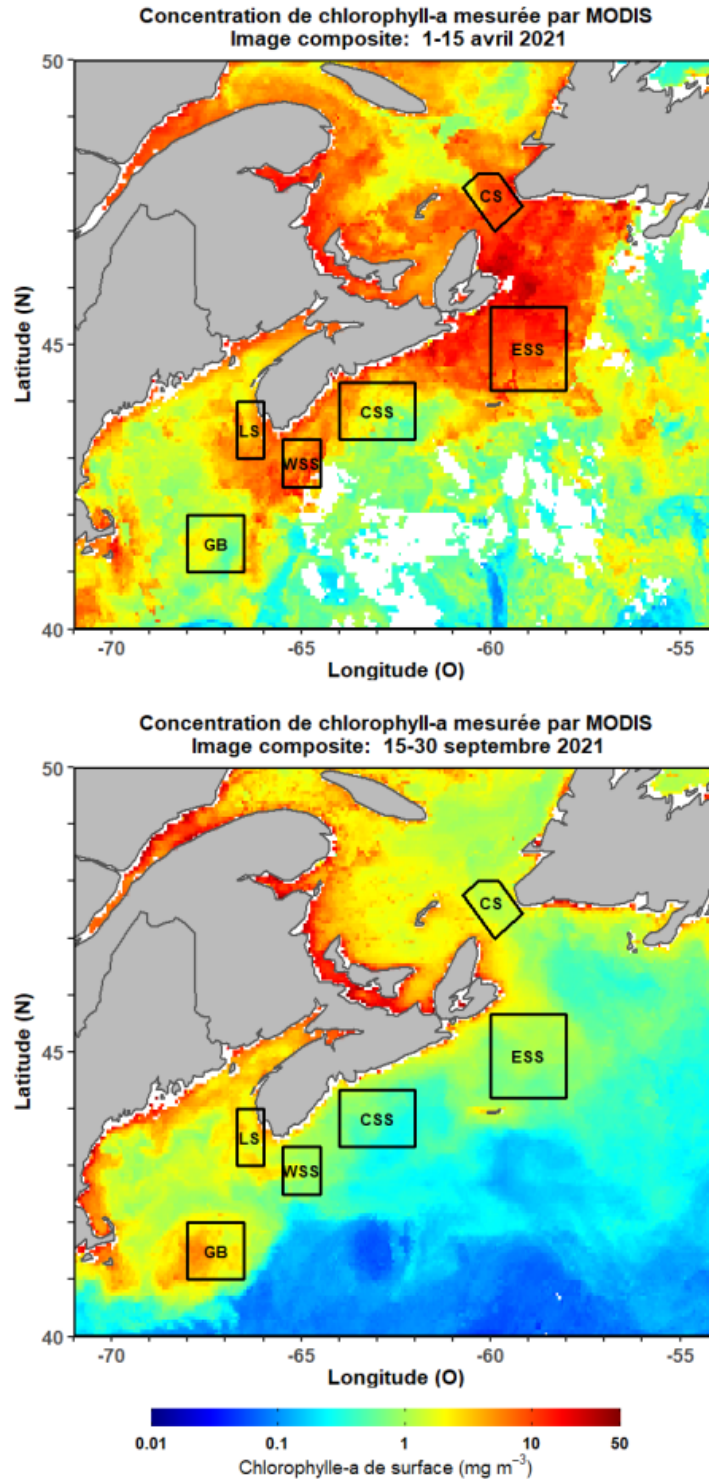 Concentration de chlorophyll-a mesurée par MODIS
Image composite: 1-15 avril 2021
50
CS
45
ESS
CSS
LS
WSS
GB
40
-70
-65
-60
-55
Latitude (N)
Longitude (O)
Concentration de chlorophyll-a mesurée par MODIS
Image composite: 15-30 septembre 2021
50
CS
45
ESS
CSS
LS
WSS
GB
40
-70
-65
-60
-55
Latitude (N)
Longitude (O)
0.01
0.1
1
10
50
Chlorophylle-a de surface (mg m⁻³)